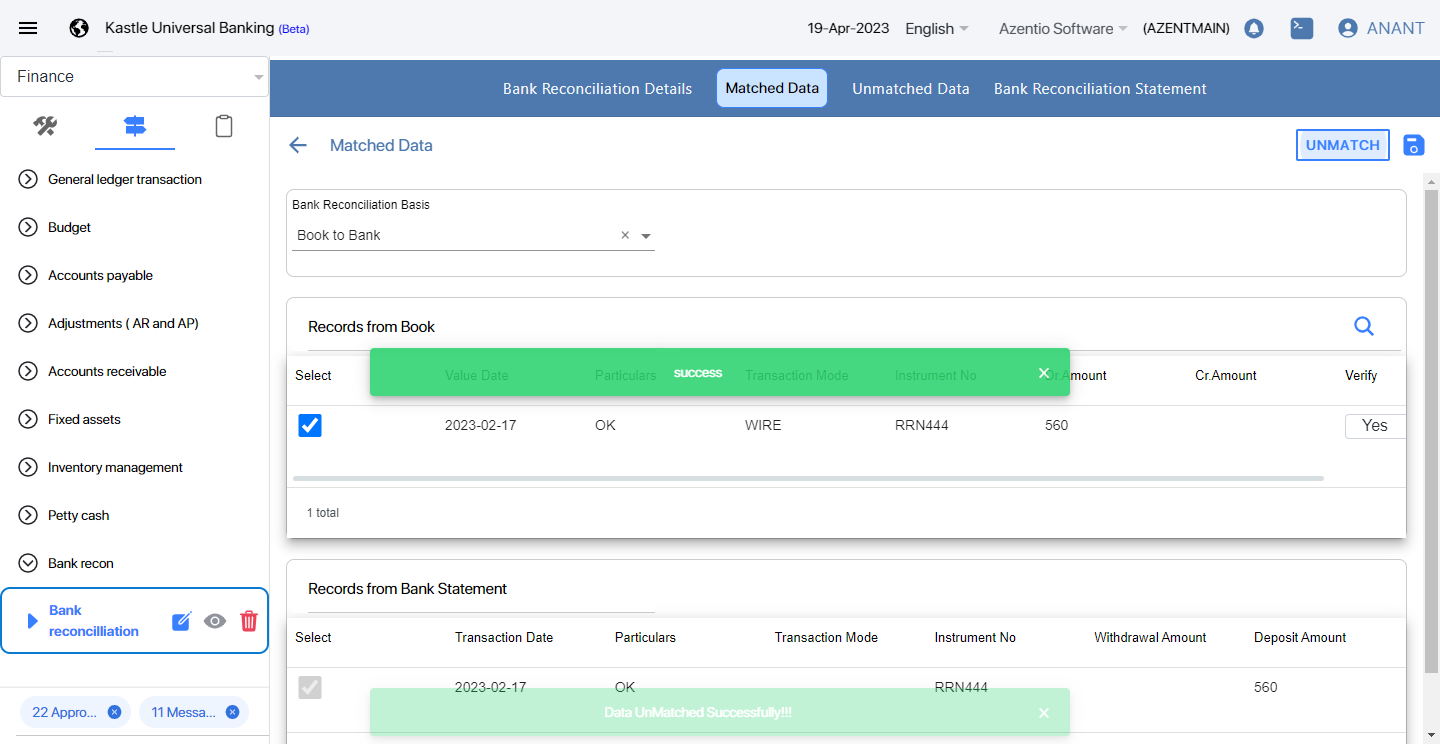 Kastle Universal Banking (Beta)
19-Apr-2023
English
Azentio Software
(AZENTMAIN)
ANANT
Finance
Bank Reconciliation Details
Matched Data
Unmatched Data
Bank Reconciliation Statement
General ledger transaction
Budget
Accounts payable
Adjustments ( AR and AP)
Accounts receivable
Fixed assets
Inventory management
Petty cash
Bank recon
Bank
reconcilliation
22 Appro...
11 Messa...
Matched Data
UNMATCH
Bank Reconciliation Basis
Book to Bank
Records from Book
success
Select Value Date Particulars Transaction Mode Instrument No Dr.Amount Cr.Amount Verify
2023-02-17 OK WIRE RRN444 560 Yes
1 total
Records from Bank Statement
Select Transaction Date Particulars Transaction Mode Instrument No Withdrawal Amount Deposit Amount
2023-02-17 OK RRN444 560
Data UnMatched Successfully!!!